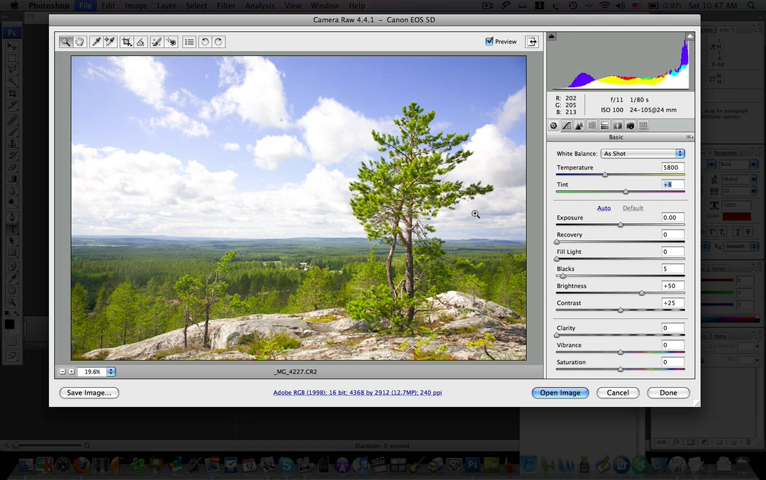 Photoshop File Edit Image Layer Select Filter Analysis View Window Help
(2:07) Sat 10:47 AM
Camera Raw 4.4.1 - Canon EOS 5D
Preview
R: 202
G: 205
B: 213
f/11 1/80 s
ISO 100 24-105@24 mm
Basic
White Balance: As Shot
Temperature 5800
Tint +8
Auto Default
Exposure 0.00
Recovery 0
Fill Light 0
Blacks 5
Brightness +50
Contrast +25
Clarity 0
Vibrance 0
Saturation 0
19.6% _MG_4227.CR2
Save Image... Adobe RGB (1998); 16 bit; 4368 by 2912 (12.7MP); 240 ppi Open Image Cancel Done